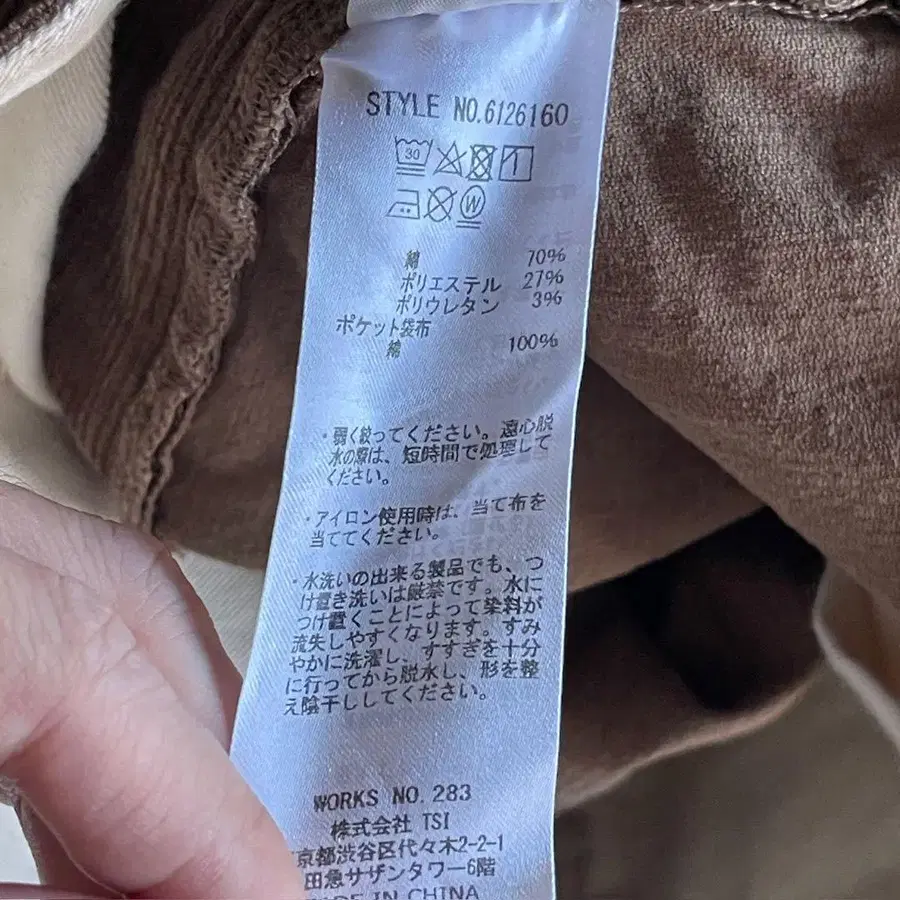 STYLE NO.6126160
30
W
綿 70%
ポリエステル 27%
ポリウレタン 3%
ポケット袋布
綿 100%
・弱く絞ってください。遠心脱
水の際は、短時間で処理して
ください。
・アイロン使用時は、当て布を
当ててください。
・水洗いの出来る製品でも、つ
け置き洗いは厳禁です。水に
つけ置くことによって染料が
流失しやすくなります。すみ
やかに洗濯し、すすぎを十分
に行ってから脱水し、形を整
え陰干ししてください。
WORKS NO. 283
株式会社 TSI
京都渋谷区代々木2-2-1
田急サザンタワー6階
MADE IN CHINA